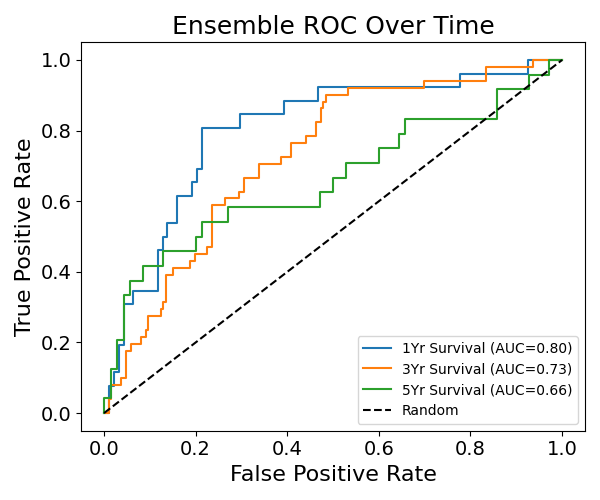 Ensemble ROC Over Time
True Positive Rate
1.0
0.8
0.6
0.4
0.2
0.0
1Yr Survival (AUC=0.80)
3Yr Survival (AUC=0.73)
5Yr Survival (AUC=0.66)
Random
0.0 0.2 0.4 0.6 0.8 1.0
False Positive Rate